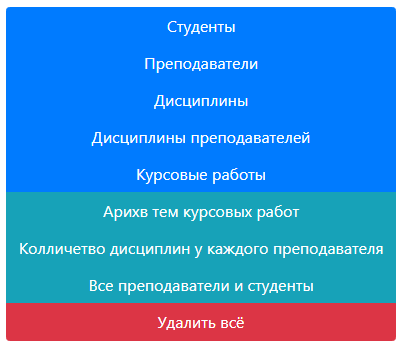 Студенты
Преподаватели
Дисциплины
Дисциплины преподавателей
Курсовые работы
Арихв тем курсовых работ
Колличетво дисциплин у каждого преподавателя
Все преподаватели и студенты
Удалить всё